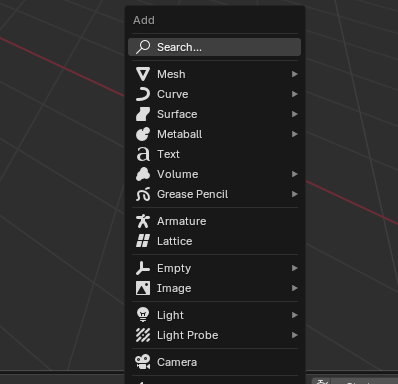 Add
Search...
Mesh
Curve
Surface
Metaball
Text
Volume
Grease Pencil
Armature
Lattice
Empty
Image
Light
Light Probe
Camera